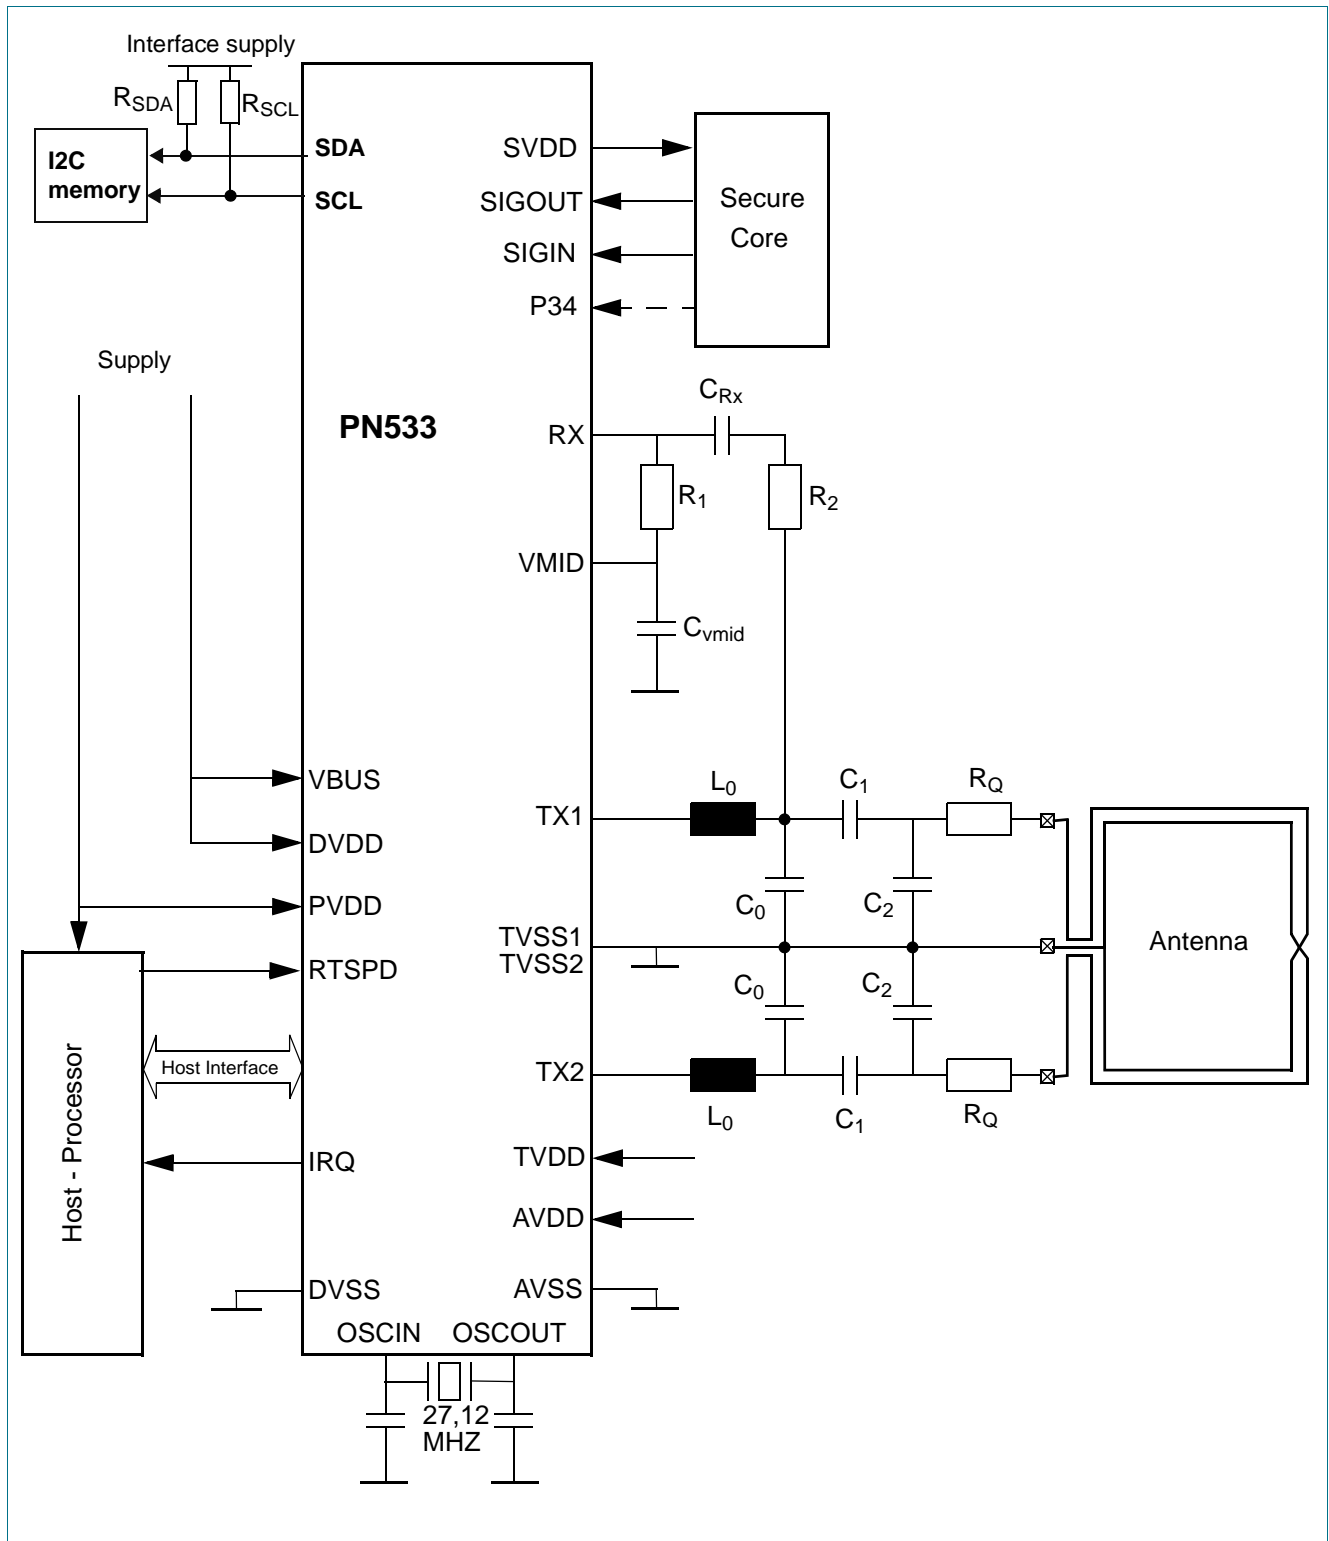 Interface supply
RSDA
RSCL
I2C
memory
SDA
SCL
SVDD
SIGOUT
SIGIN
P34
Secure
Core
Supply
PN533
RX
CRx
R1
R2
VMID
Cvmid
VBUS
DVDD
PVDD
RTSPD
Host Interface
IRQ
DVSS
Host - Processor
TX1
L0
C1
RQ
C0
C2
TVSS1
TVSS2
C0
C2
TX2
L0
C1
RQ
Antenna
TVDD
AVDD
AVSS
OSCIN
OSCOUT
27,12
MHZ